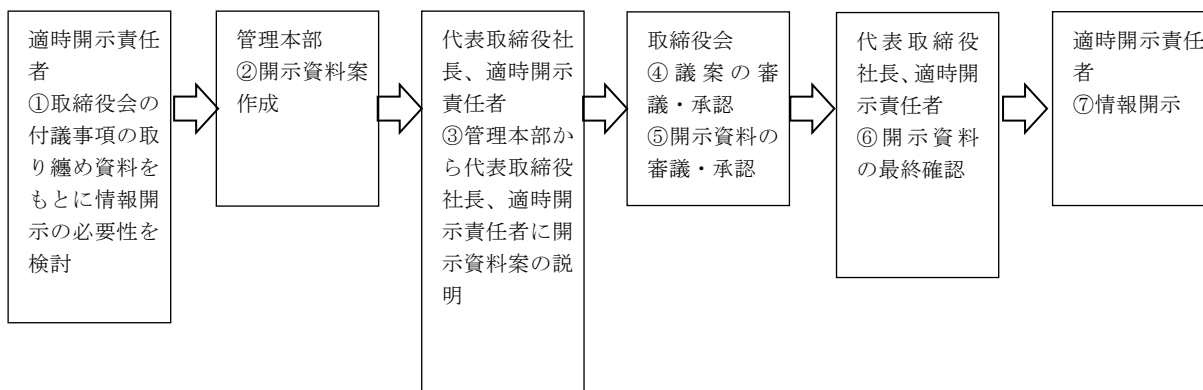 適時開示責任
者
①取締役会の
付議事項の取
り纏め資料を
もとに情報開
示の必要性を
検討
管理本部
②開示資料案
作成
代表取締役社
長、適時開示
責任者
③管理本部か
ら代表取締役
社長、適時開
示責任者に開
示資料案の説
明
取締役会
④議案の審
議・承認
⑤開示資料の
審議・承認
代表取締役
社長、適時開
示責任者
⑥開示資料
の最終確認
適時開示責任
者
⑦情報開示